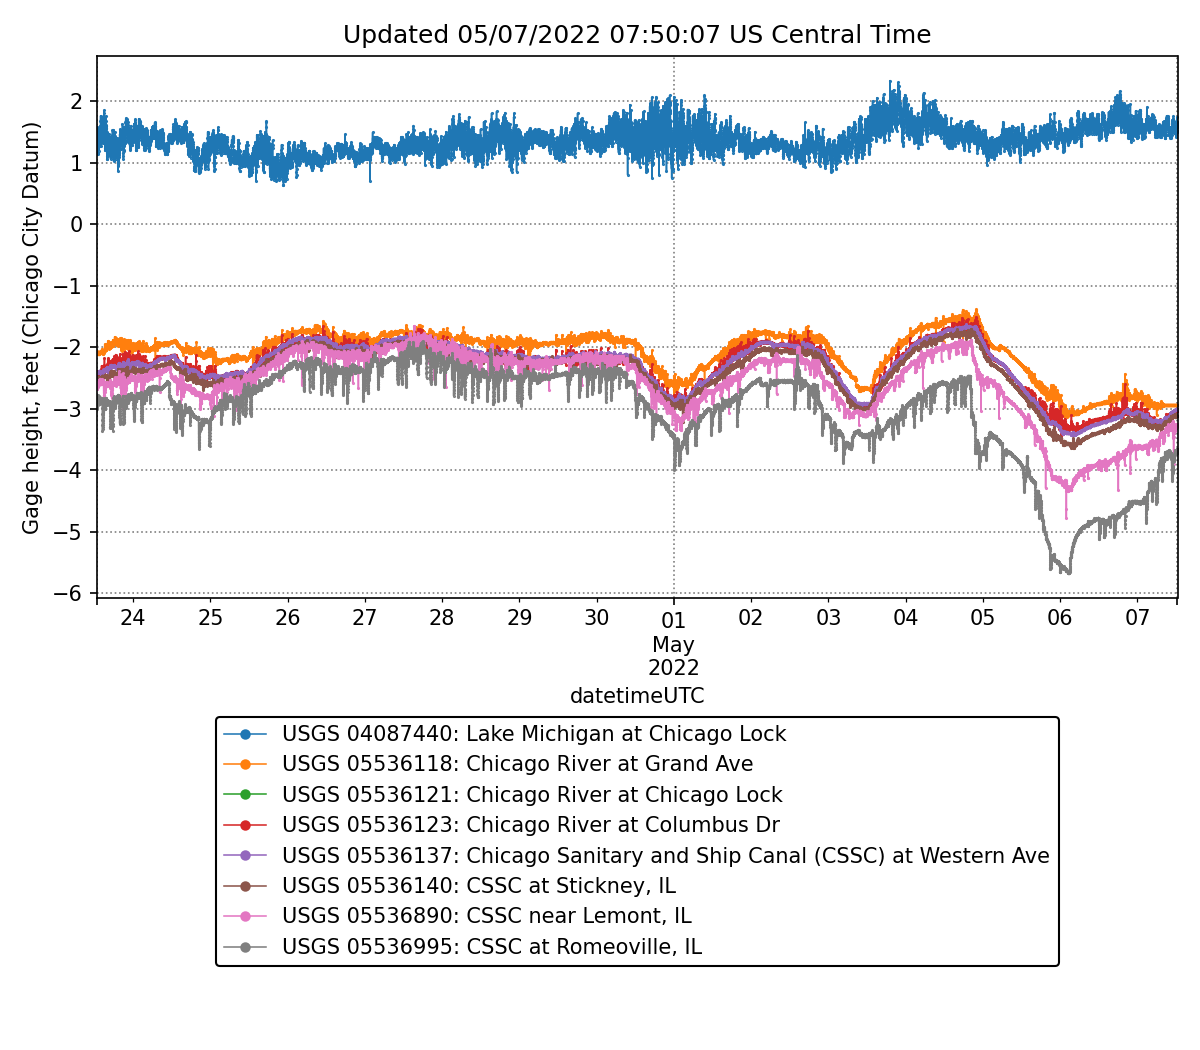 Updated 05/07/2022 07:50:07 US Central Time
Gage height, feet (Chicago City Datum)
2
1
0
−1
−2
−3
−4
−5
−6
24 25 26 27 28 29 30 01 02 03 04 05 06 07
May
2022
datetimeUTC
USGS 04087440: Lake Michigan at Chicago Lock
USGS 05536118: Chicago River at Grand Ave
USGS 05536121: Chicago River at Chicago Lock
USGS 05536123: Chicago River at Columbus Dr
USGS 05536137: Chicago Sanitary and Ship Canal (CSSC) at Western Ave
USGS 05536140: CSSC at Stickney, IL
USGS 05536890: CSSC near Lemont, IL
USGS 05536995: CSSC at Romeoville, IL